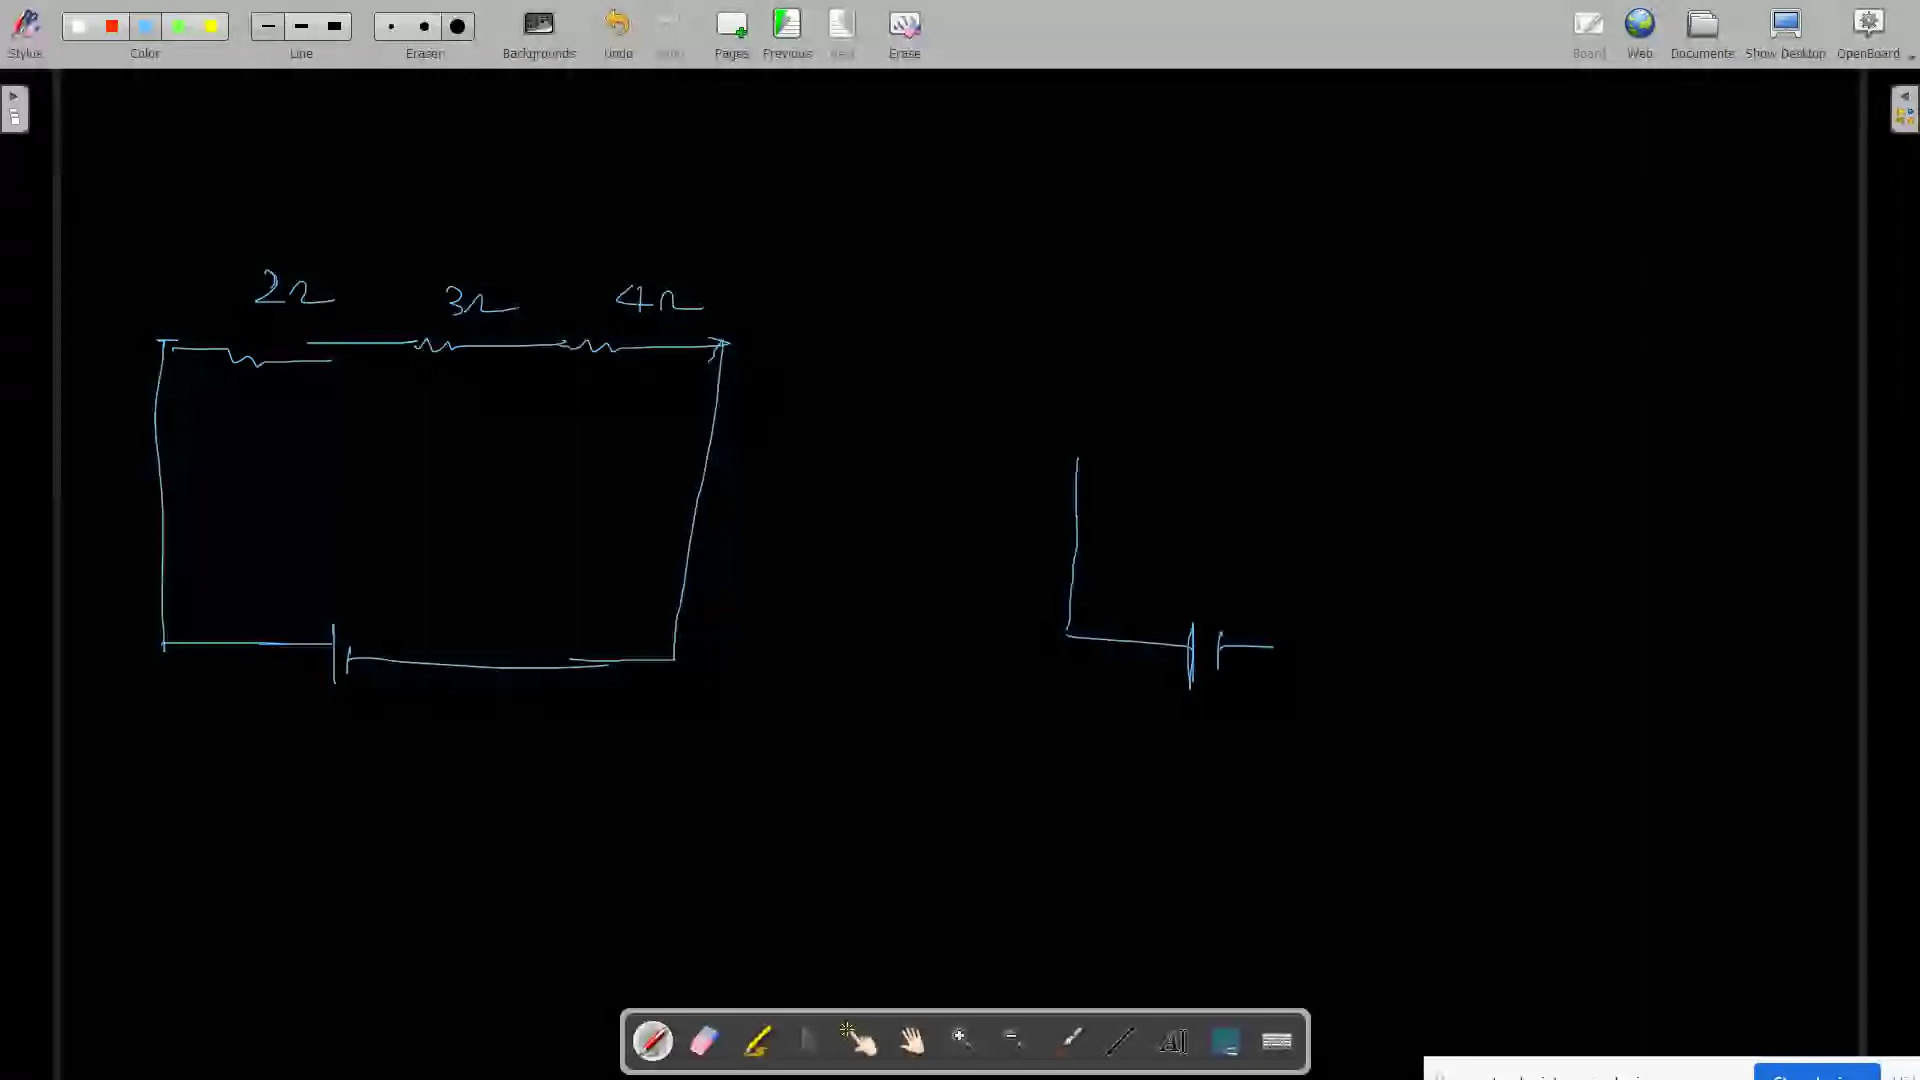 Stylus
Color
Line
Eraser
Backgrounds
Undo
Pages
Previous
Erase
Board
Web
Documents
Show Desktop
OpenBoard
2Ω
3Ω
4Ω